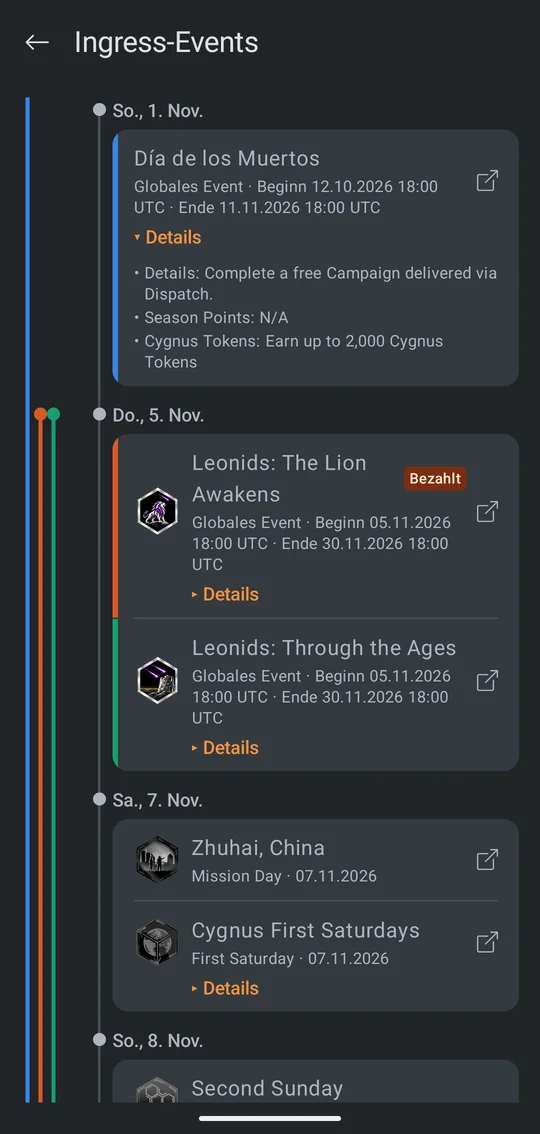 Ingress-Events
So., 1. Nov.
Día de los Muertos
Globales Event · Beginn 12.10.2026 18:00
UTC · Ende 11.11.2026 18:00 UTC
▾ Details
• Details: Complete a free Campaign delivered via
Dispatch.
• Season Points: N/A
• Cygnus Tokens: Earn up to 2,000 Cygnus
Tokens
Do., 5. Nov.
Leonids: The Lion
Awakens
Bezahlt
Globales Event · Beginn 05.11.2026
18:00 UTC · Ende 30.11.2026 18:00
UTC
▸ Details
Leonids: Through the Ages
Globales Event · Beginn 05.11.2026
18:00 UTC · Ende 30.11.2026 18:00
UTC
▸ Details
Sa., 7. Nov.
Zhuhai, China
Mission Day · 07.11.2026
Cygnus First Saturdays
First Saturday · 07.11.2026
▸ Details
So., 8. Nov.
Second Sunday